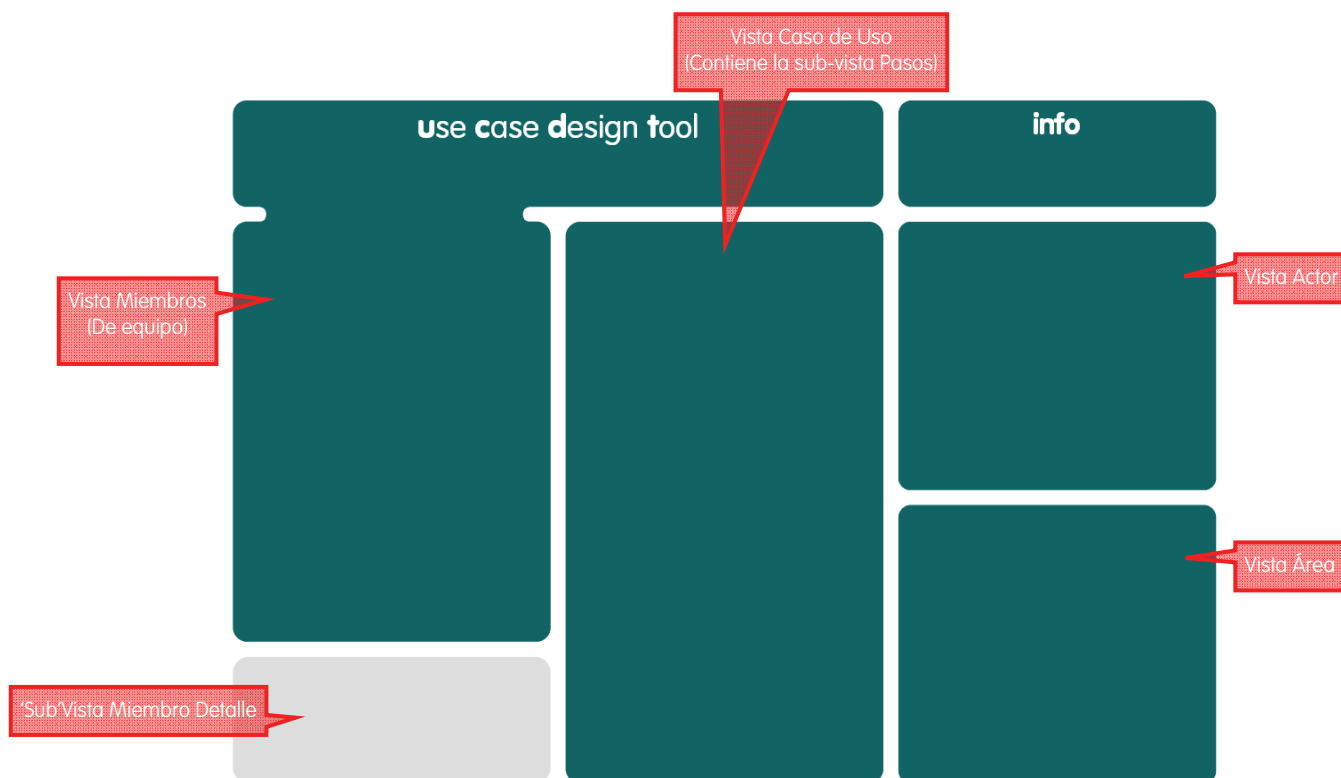 Vista Caso de Uso
(Contiene la sub-vista Pasos)
use case design tool
info
Vista Miembros
(De equipo)
Vista Actor
Vista Área
'Sub'Vista Miembro Detalle